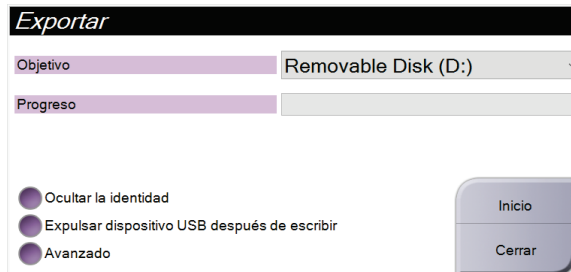 Exportar
Objetivo
Removable Disk (D:)
Progreso
Ocultar la identidad
Expulsar dispositivo USB después de escribir
Avanzado
Inicio
Cerrar